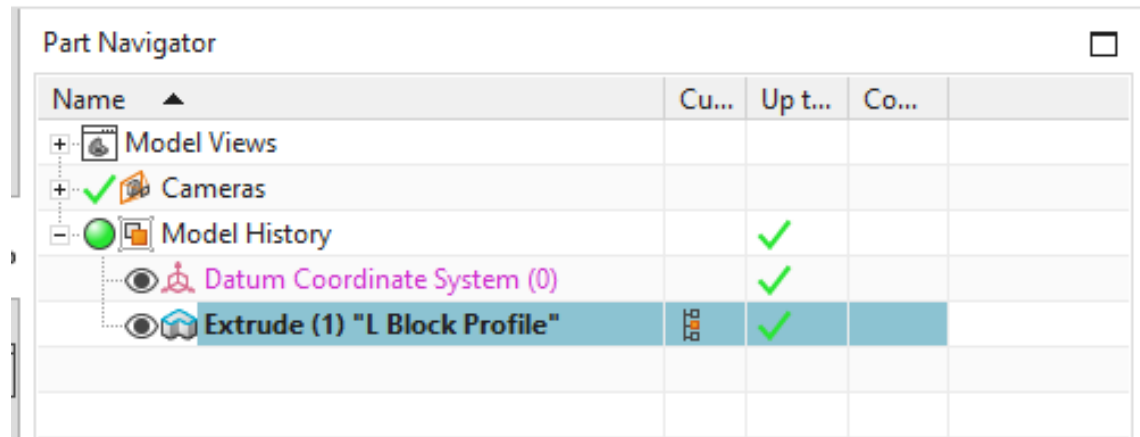 Part Navigator
Name Cu... Up t... Co...
Model Views
Cameras
Model History
Datum Coordinate System (0)
Extrude (1) "L Block Profile"